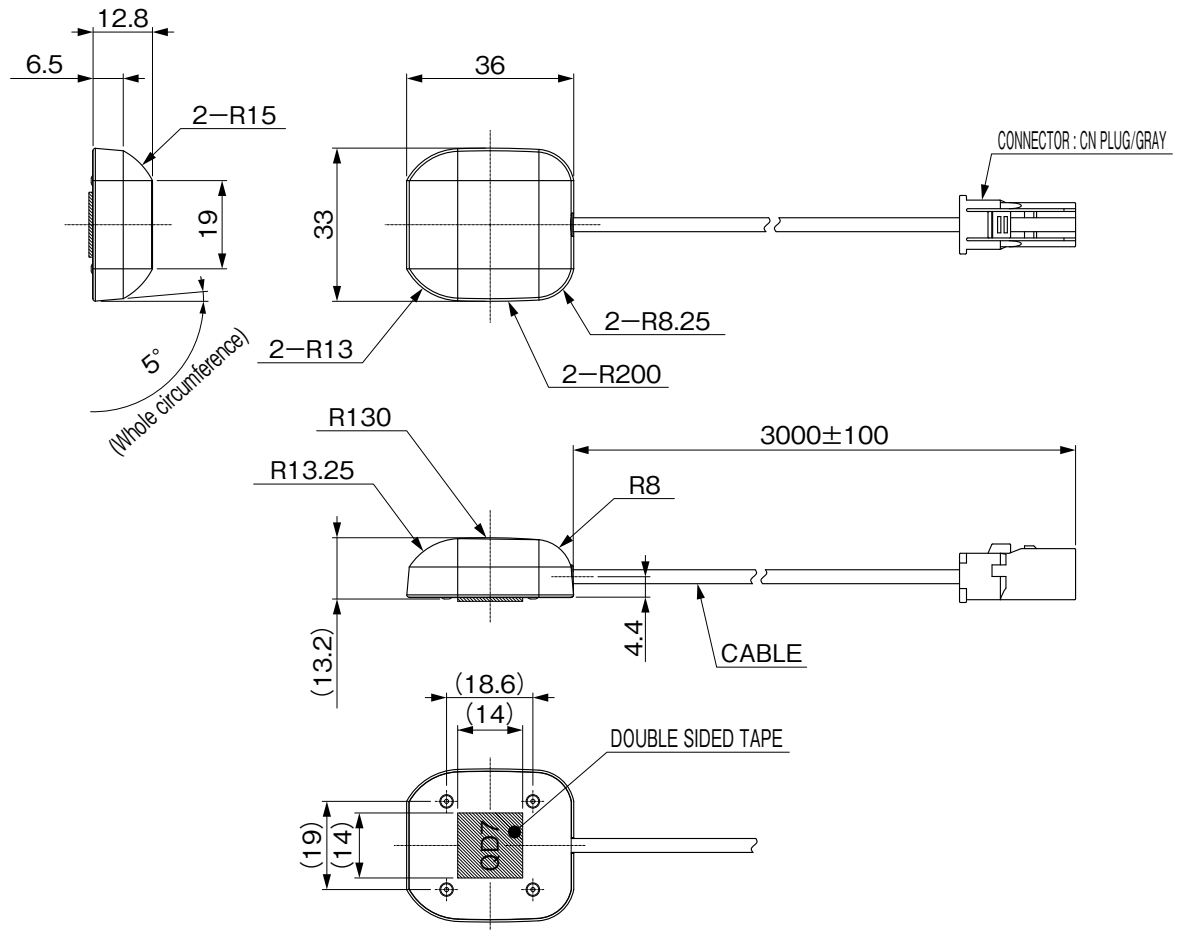 12.8
6.5
2−R15
19
5°
(Whole circumference)
36
33
2−R13
2−R8.25
2−R200
CONNECTOR : CN PLUG/GRAY
R130
R13.25
R8
3000±100
(13.2)
4.4
CABLE
(18.6)
(14)
DOUBLE SIDED TAPE
(19)
(14)
QD7